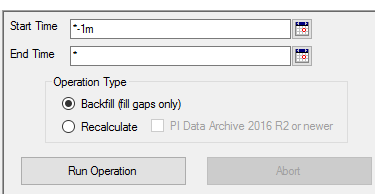 Start Time *-1m
End Time *
Operation Type
Backfill (fill gaps only)
Recalculate PI Data Archive 2016 R2 or newer
Run Operation Abort